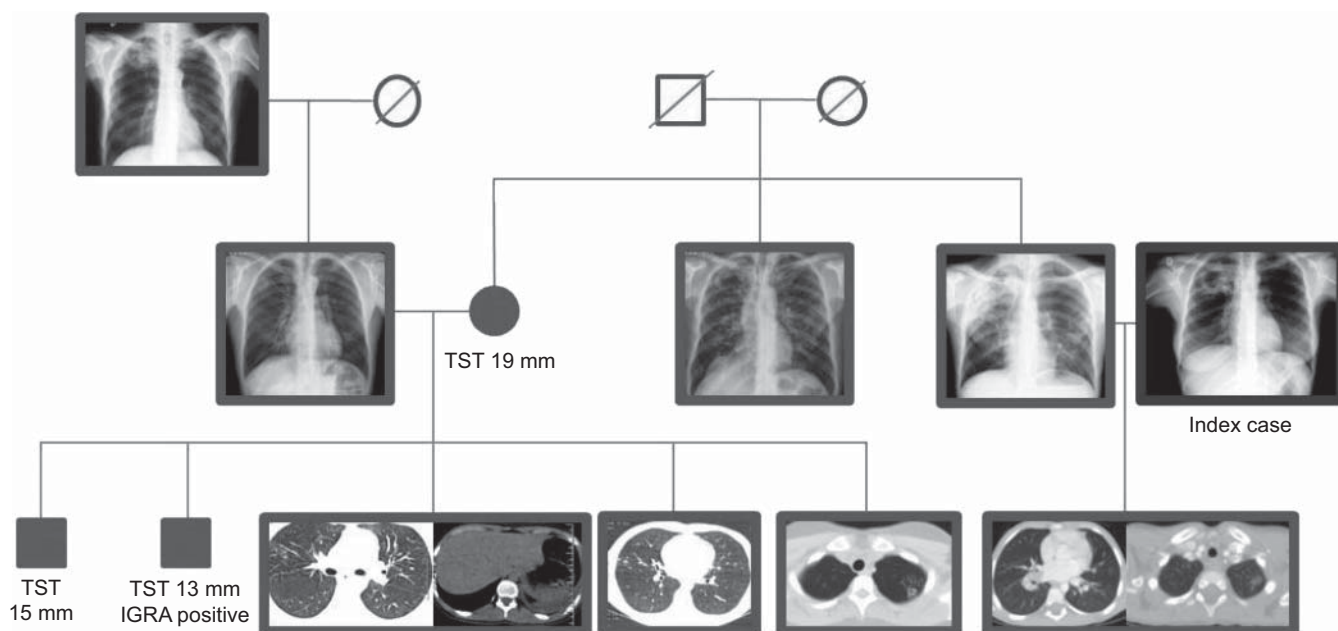 TST 19 mm
Index case
TST
15 mm
TST 13 mm
IGRA positive